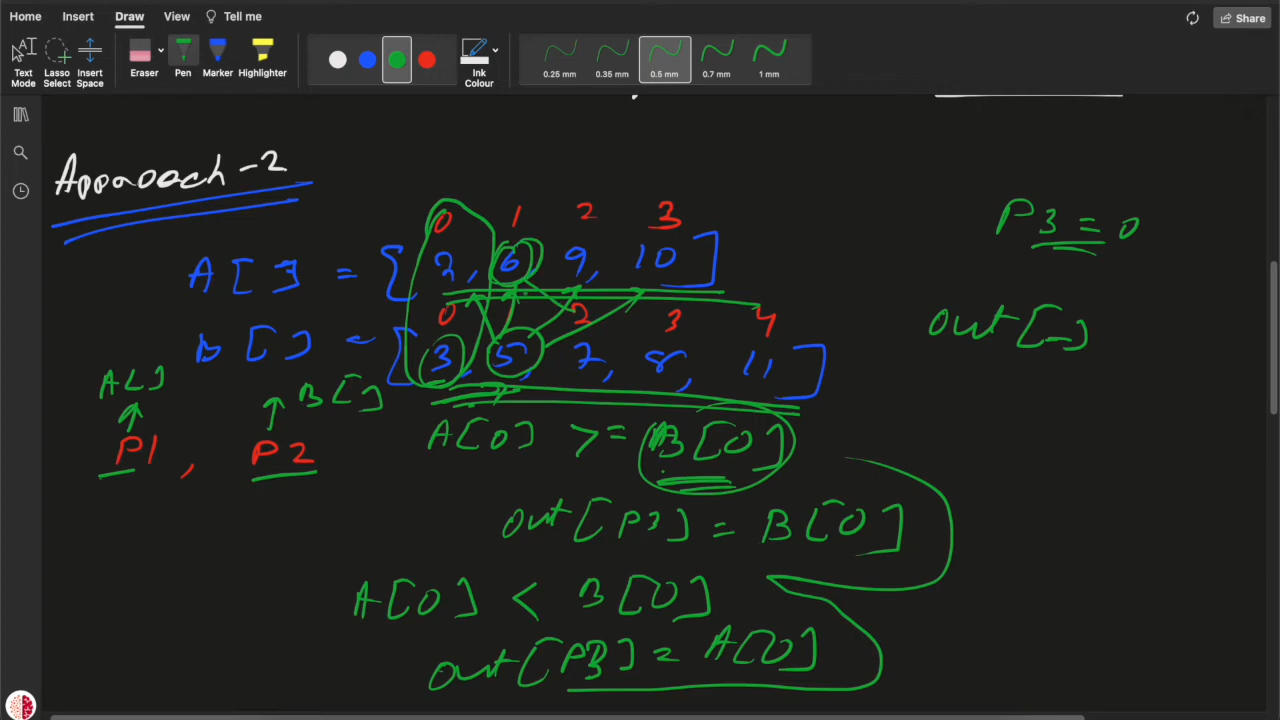 Home Insert Draw View Tell me Share
Text Mode Lasso Select Insert Space Eraser Pen Marker Highlighter Ink Colour 0.25 mm 0.35 mm 0.5 mm 0.7 mm 1 mm
Approach-2
0 1 2 3
A[] = {2, 6, 9, 10]
P3 = 0
0 1 2 3 4
B[] = [3, 5, 7, 8, 11]
out[-]
A[] B[]
P1, P2
A[0] >= B[0]
out[P3] = B[0]
A[0] < B[0]
out[P3] = A[0]